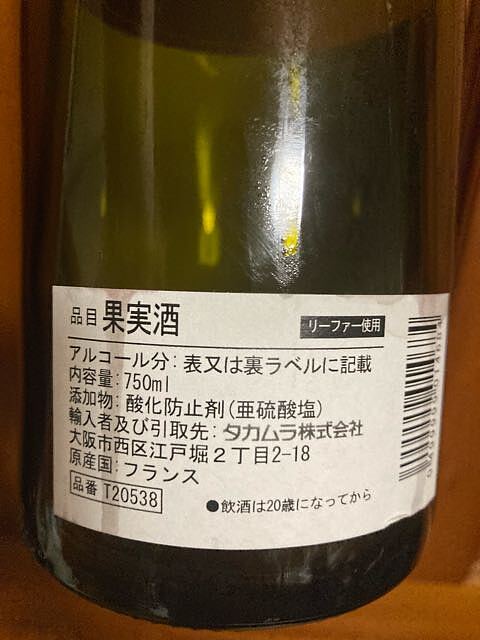 品目 果実酒
リーファー使用
アルコール分: 表又は裏ラベルに記載
内容量: 750ml
添加物: 酸化防止剤(亜硫酸塩)
輸入者及び引取先: タカムラ株式会社
大阪市西区江戸堀2丁目2-18
原産国: フランス
品番 T20538
●飲酒は20歳になってから